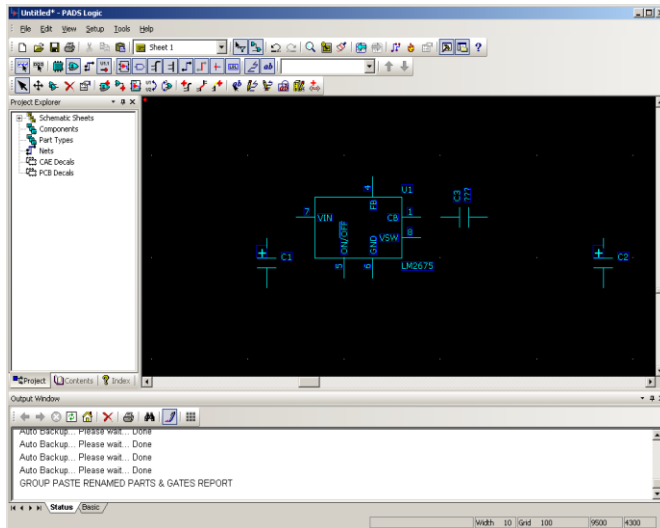 Untitled* - PADS Logic
File Edit View Setup Tools Help
Sheet 1
Project Explorer
Schematic Sheets
Components
Part Types
Nets
CAE Decals
PCB Decals
Project Contents Index
4
U1
FB
7
VIN
CB
1
VSW
8
ON/OFF
GND
5
6
LM2675
C3
???
C1
C2
Output Window
Auto Backup... Please wait... Done
Auto Backup... Please wait... Done
Auto Backup... Please wait... Done
Auto Backup... Please wait... Done
GROUP PASTE RENAMED PARTS & GATES REPORT
Status Basic
Width 10 Grid 100 9500 4300